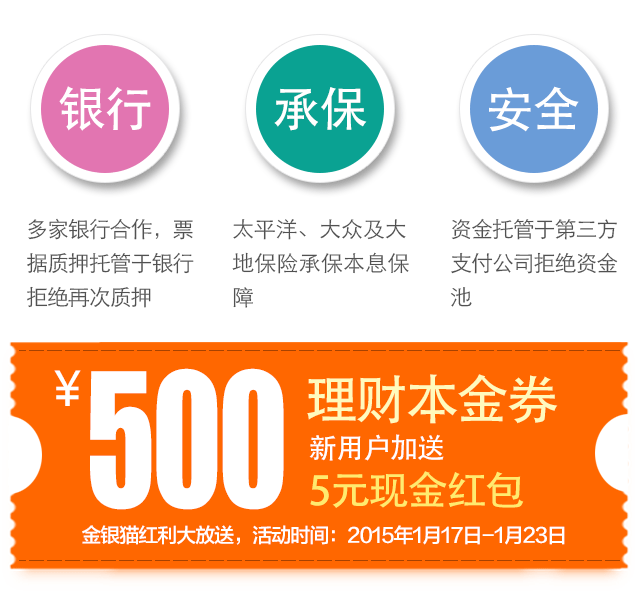 银行
承保
安全
多家银行合作，票
据质押托管于银行
拒绝再次质押
太平洋、大众及大
地保险承保本息保
障
资金托管于第三方
支付公司拒绝资金
池
¥500
理财本金券
新用户加送
5元现金红包
金银猫红利大放送，活动时间：2015年1月17日-1月23日